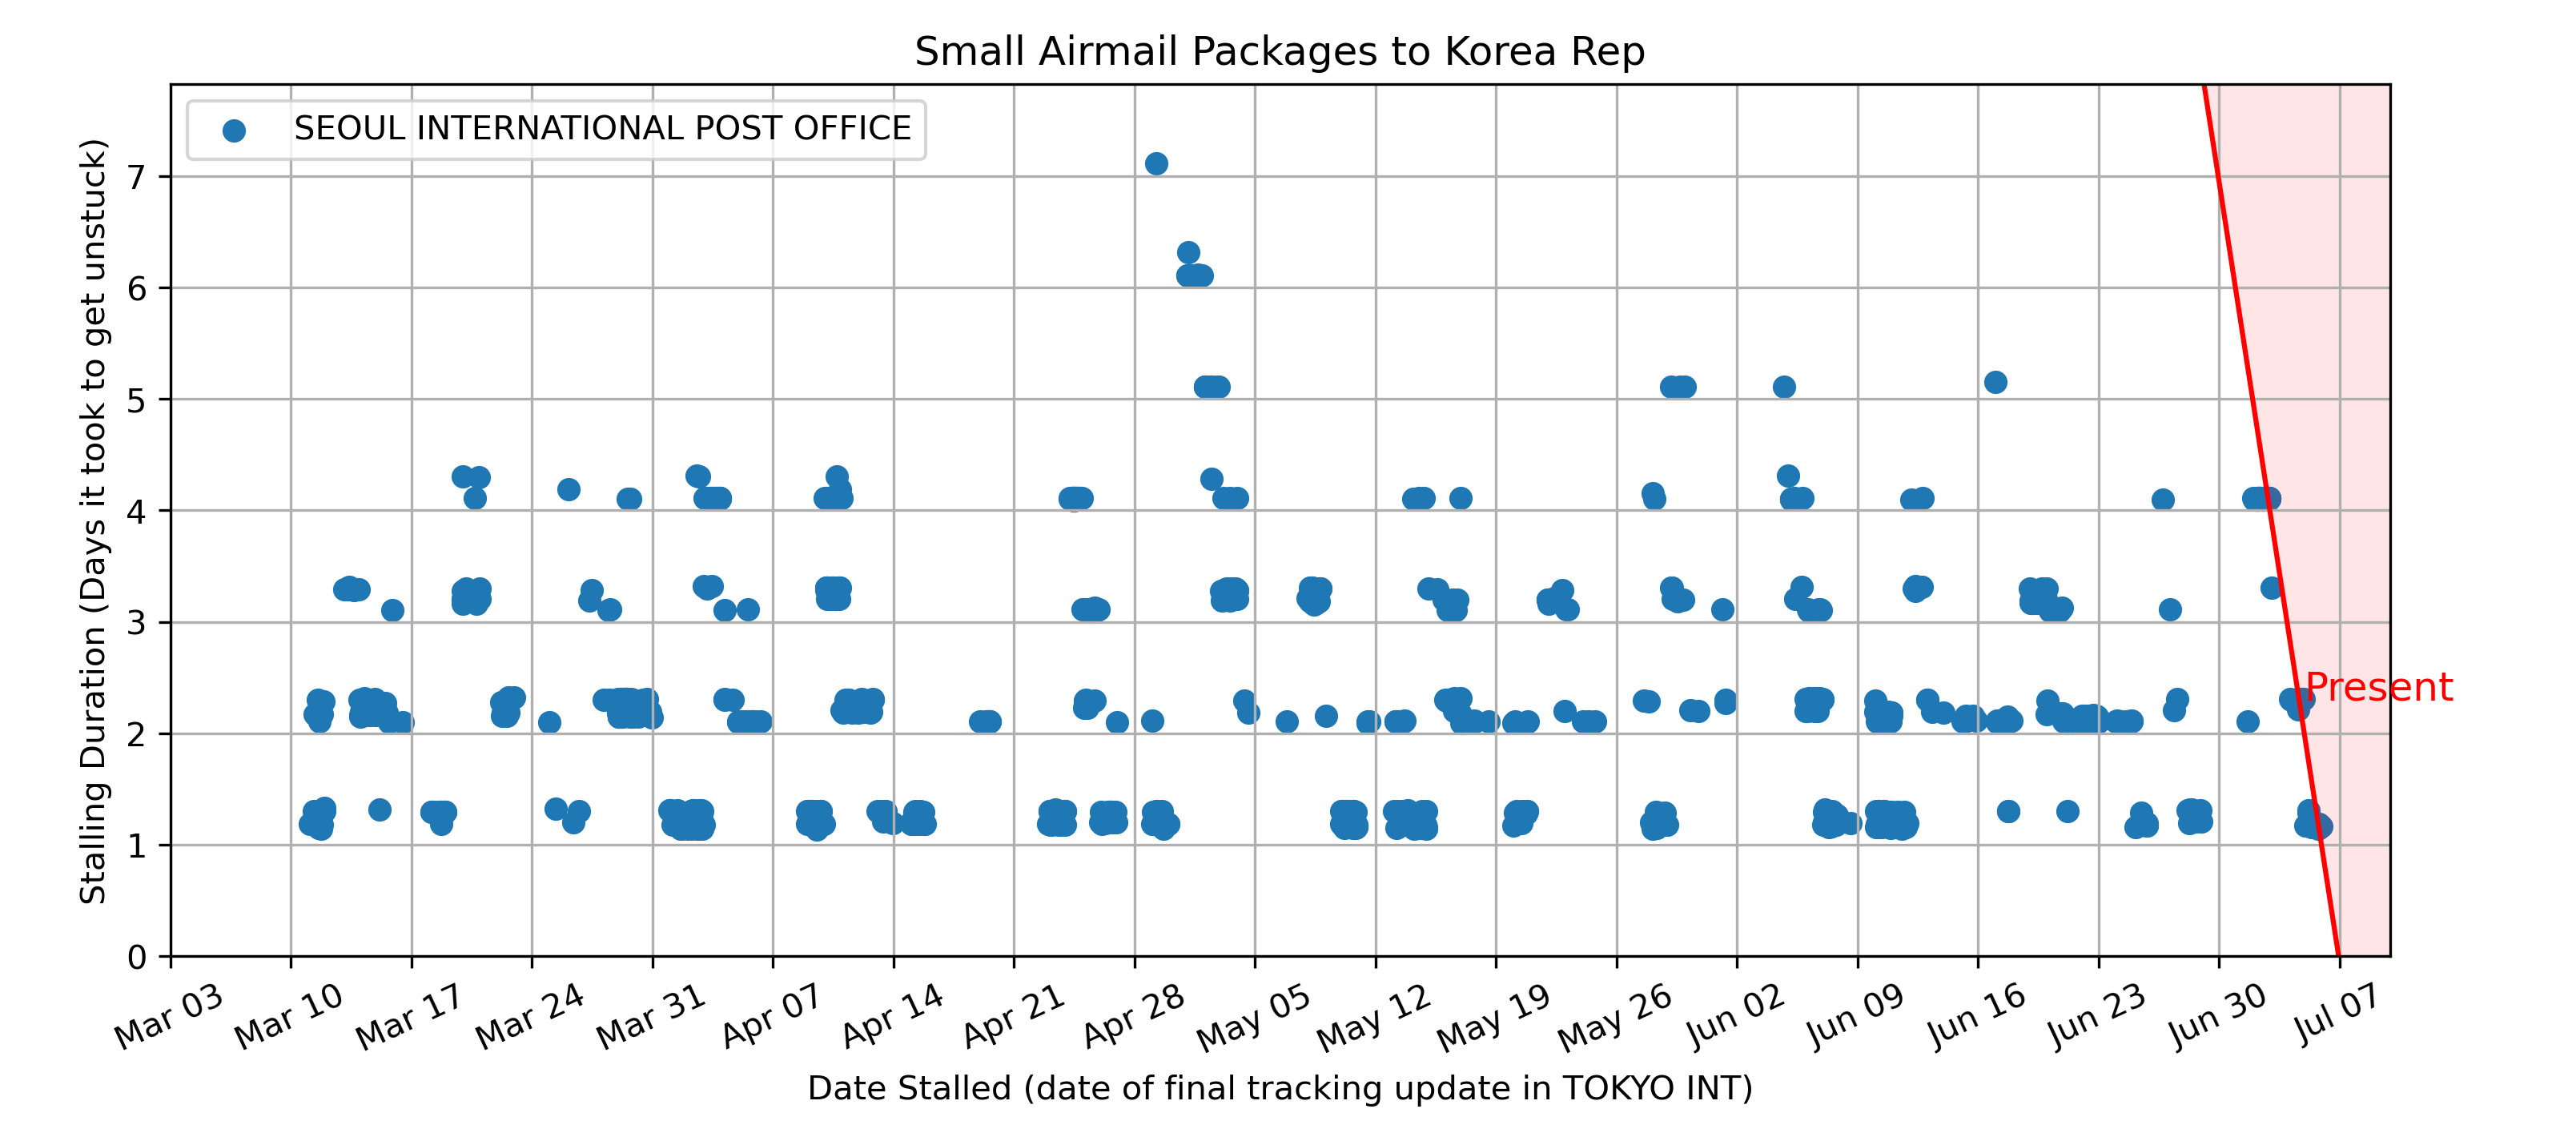 Small Airmail Packages to Korea Rep
SEOUL INTERNATIONAL POST OFFICE
Stalling Duration (Days it took to get unstuck)
7
6
5
4
3
2
1
0
Present
Mar 03
Mar 10
Mar 17
Mar 24
Mar 31
Apr 07
Apr 14
Apr 21
Apr 28
May 05
May 12
May 19
May 26
Jun 02
Jun 09
Jun 16
Jun 23
Jun 30
Jul 07
Date Stalled (date of final tracking update in TOKYO INT)